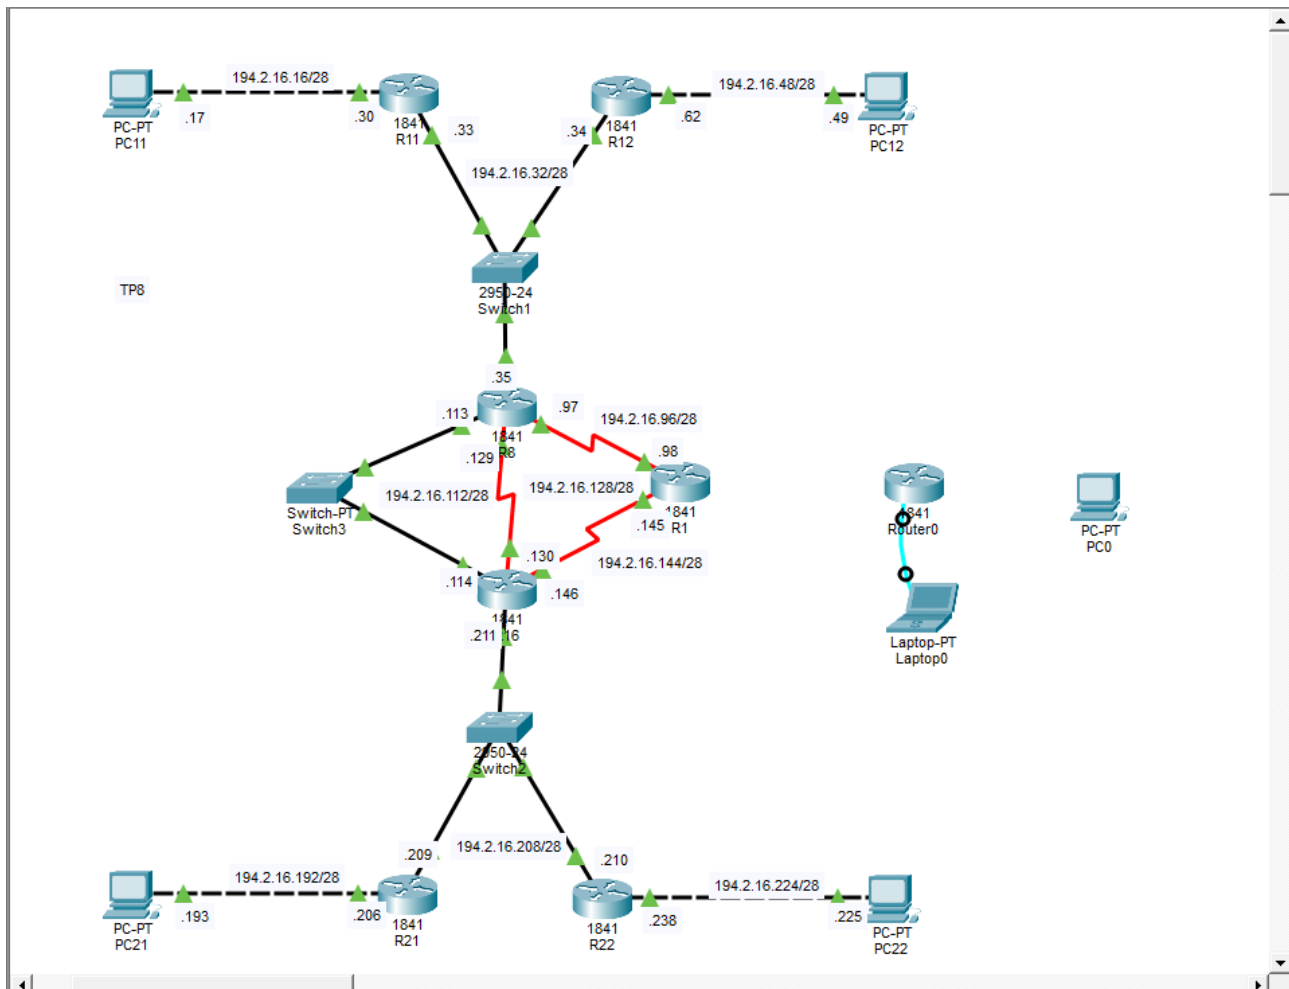 194.2.16.16/28
194.2.16.48/28
.17
.30
.62
.49
PC-PT
PC11
1841
R11
.33
.34
1841
R12
PC-PT
PC12
194.2.16.32/28
TP8
2950-24
Switch1
.35
.113
.97
194.2.16.96/28
1841
R8
.129
.98
194.2.16.112/28
194.2.16.128/28
Switch-PT
Switch3
1841
R1
.145
.130
194.2.16.144/28
.114
.146
1841
Router0
PC-PT
PC0
1841
.211
Laptop-PT
Laptop0
2950-24
Switch2
.209
194.2.16.208/28
.210
194.2.16.192/28
194.2.16.224/28
.193
.206
.238
.225
PC-PT
PC21
1841
R21
1841
R22
PC-PT
PC22